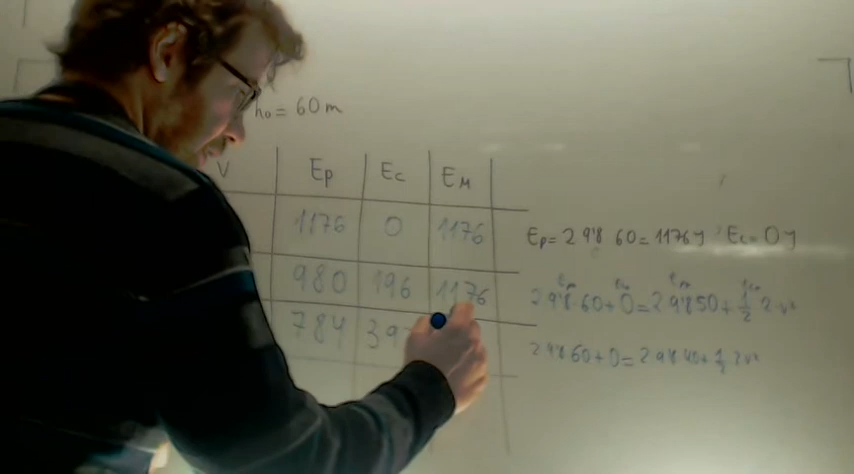 h₀ = 60 m
V Ep Ec EM
1176 0 1176
980 196 1176
784 39
Ep = 2 9'8 60 = 1176 J Ec = 0 J
2 9'8·60 + 0 = 2 9'8 50 + 1/2 2·v²
2 9'8 60 + 0 = 2 9'8 40 + 1/2 2v²